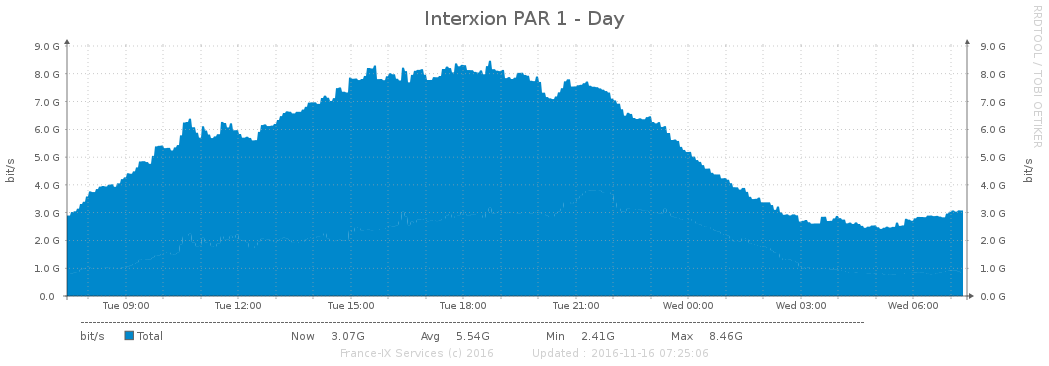 Interxion PAR 1 - Day
RRDTOOL / TOBI OETIKER
bit/s
9.0 G 9.0 G
8.0 G 8.0 G
7.0 G 7.0 G
6.0 G 6.0 G
5.0 G 5.0 G
4.0 G 4.0 G
3.0 G 3.0 G
2.0 G 2.0 G
1.0 G 1.0 G
0.0 0.0 G
bit/s
Tue 09:00 Tue 12:00 Tue 15:00 Tue 18:00 Tue 21:00 Wed 00:00 Wed 03:00 Wed 06:00
bit/s Total Now 3.07G Avg 5.54G Min 2.41G Max 8.46G
France-IX Services (c) 2016 Updated : 2016-11-16 07:25:06